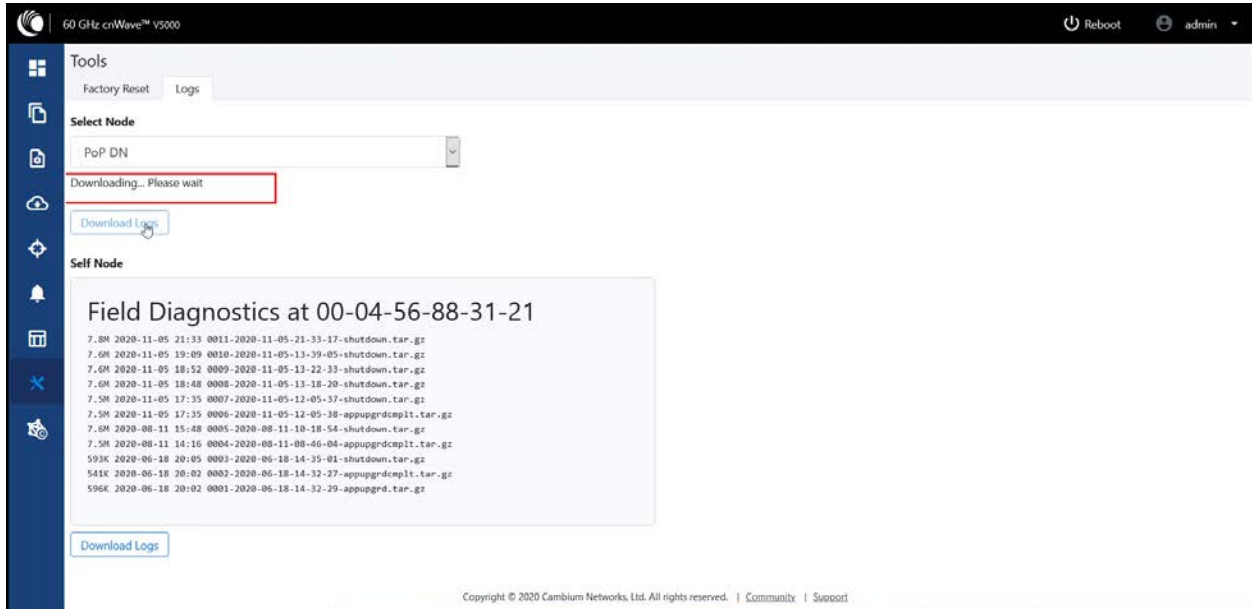 60 GHz cnWave™ V5000
Reboot
admin
Tools
Factory Reset
Logs
Select Node
PoP DN
Downloading... Please wait
Download Logs
Self Node
Field Diagnostics at 00-04-56-88-31-21
7.8M 2020-11-05 21:33 0011-2020-11-05-21-33-17-shutdown.tar.gz
7.6M 2020-11-05 19:09 0010-2020-11-05-13-39-05-shutdown.tar.gz
7.6M 2020-11-05 18:52 0009-2020-11-05-13-22-33-shutdown.tar.gz
7.6M 2020-11-05 18:48 0008-2020-11-05-13-18-20-shutdown.tar.gz
7.5M 2020-11-05 17:35 0007-2020-11-05-12-05-37-shutdown.tar.gz
7.5M 2020-11-05 17:35 0006-2020-11-05-12-05-38-appupgrdcmplt.tar.gz
7.6M 2020-08-11 15:48 0005-2020-08-11-10-18-54-shutdown.tar.gz
7.5M 2020-08-11 14:16 0004-2020-08-11-08-46-04-appupgrdcmplt.tar.gz
593K 2020-06-18 20:05 0003-2020-06-18-14-35-01-shutdown.tar.gz
541K 2020-06-18 20:02 0002-2020-06-18-14-32-27-appupgrdcmplt.tar.gz
596K 2020-06-18 20:02 0001-2020-06-18-14-32-29-appupgrd.tar.gz
Download Logs
Copyright © 2020 Cambium Networks, Ltd. All rights reserved. | Community | Support